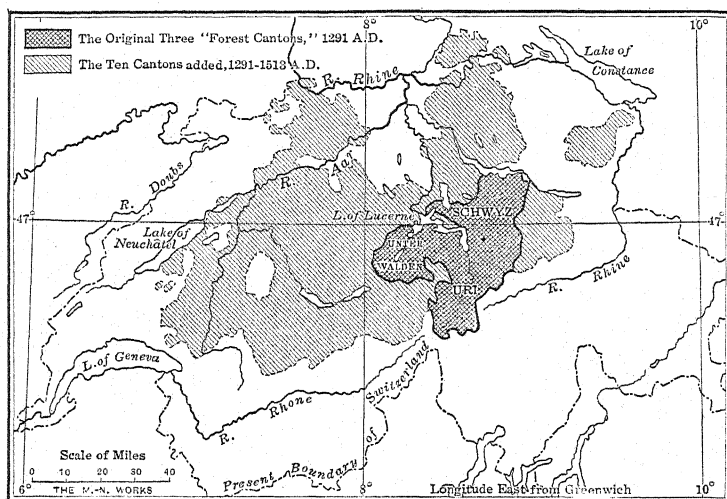 8°
10°
The Original Three "Forest Cantons," 1291 A.D.
The Ten Cantons added, 1291-1513 A.D.
Lake of
Constance
R. Rhine
R. Doubs
R. Aar
47°
L. of Lucerne
SCHWYZ
47°
Lake of
Neuchâtel
UNTER
WALDEN
URI
R. Rhine
L. of Geneva
R. Rhone
Present Boundary of Switzerland
Scale of Miles
0 10 20 30 40
6°
8°
Longitude East from Greenwich
10°
THE M.-N. WORKS